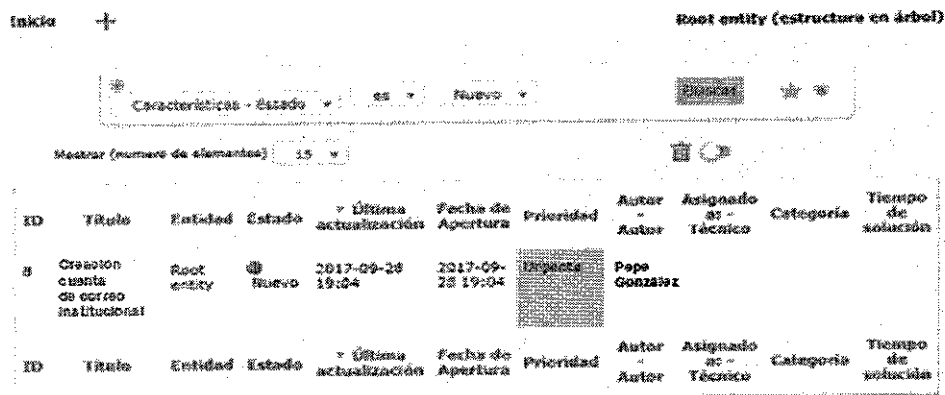 Inicio
Root entity (estructura en árbol)
Características - Estado es Nuevo Buscar
Mostrar (numero de elementos) 15
ID Título Entidad Estado Última actualización Fecha de Apertura Prioridad Autor - Autor Asignado a: - Técnico Categoría Tiempo de solución
8 Creación cuenta de correo institucional Root entity Nuevo 2017-09-28 19:04 2017-09-28 19:04 Urgente Pepe González
ID Título Entidad Estado Última actualización Fecha de Apertura Prioridad Autor - Autor Asignado a: - Técnico Categoría Tiempo de solución